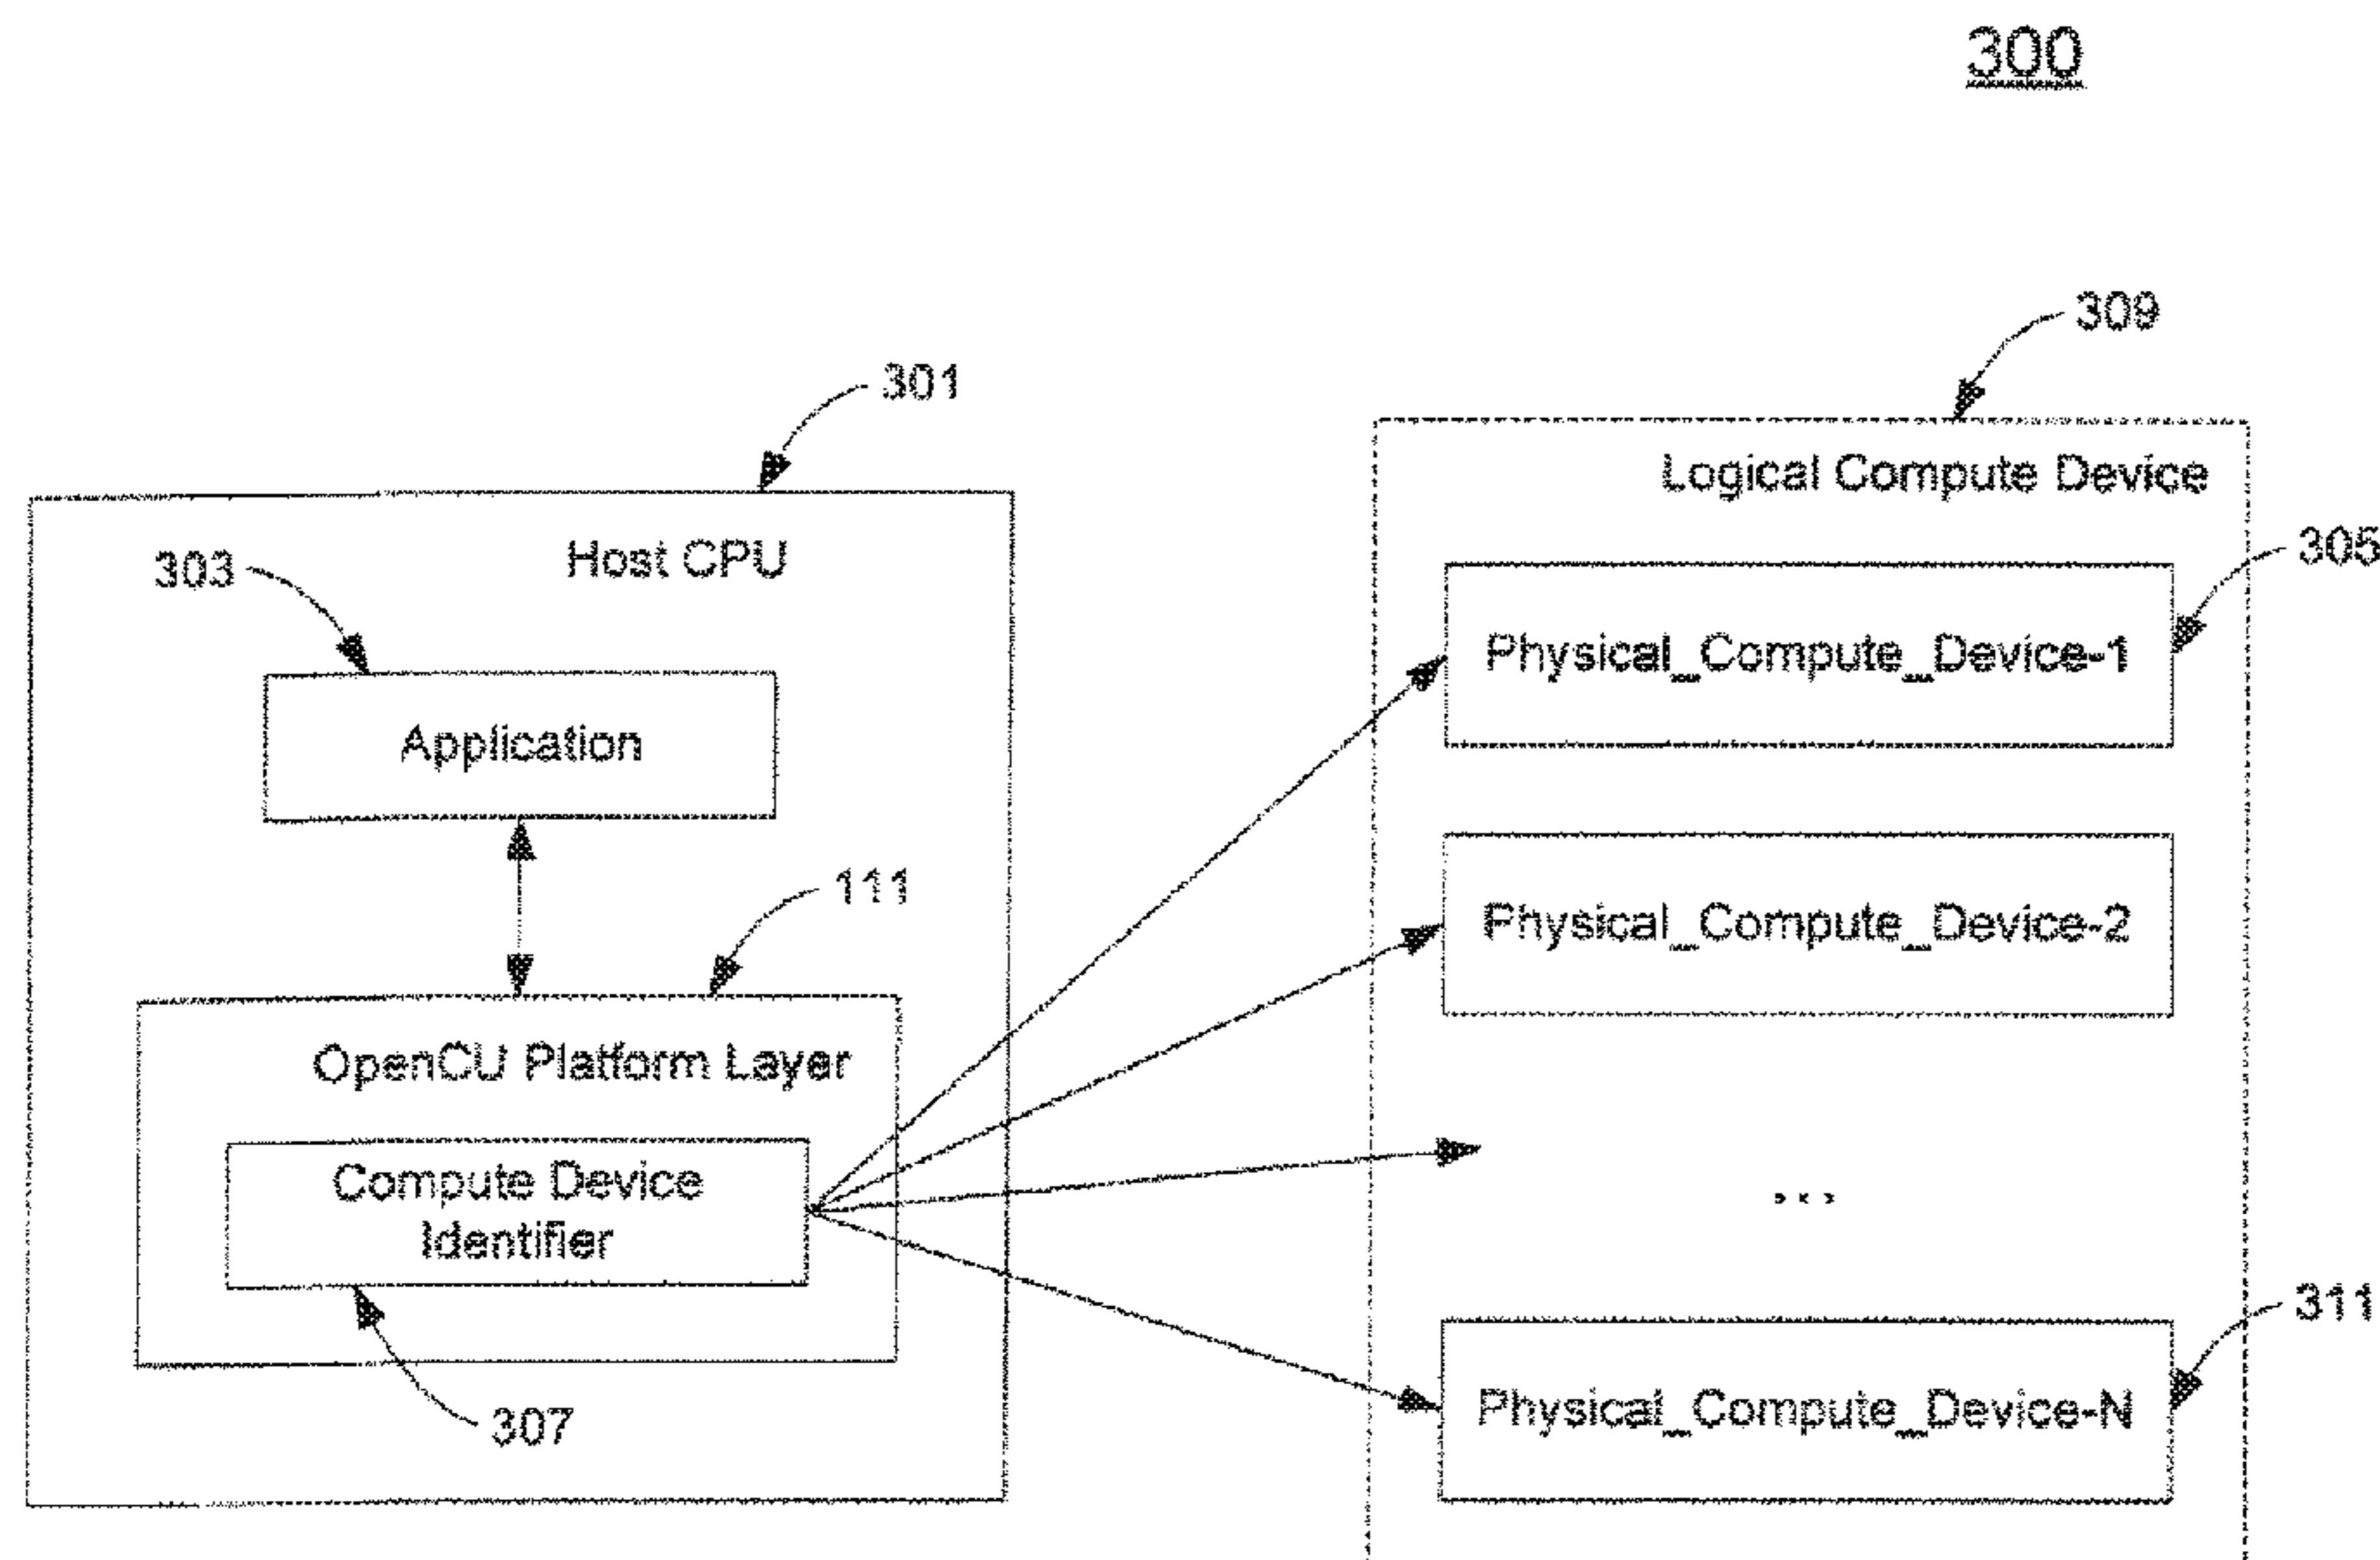 300
309
301
Logical Compute Device
Host CPU
303
305
Physical_Compute_Device-1
Application
111
Physical_Compute_Device-2
OpenCU Platform Layer
Compute Device
Identifier
...
311
Physical_Compute_Device-N
307